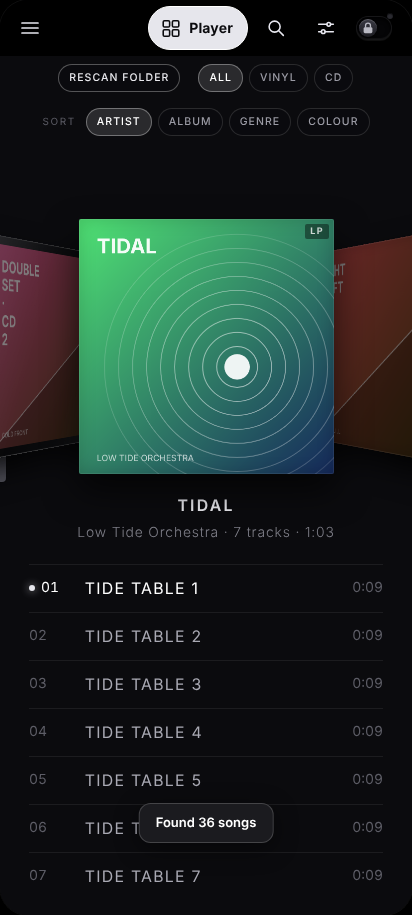 Player
RESCAN FOLDER ALL VINYL CD
SORT ARTIST ALBUM GENRE COLOUR
DOUBLE
SET
·
CD
2
TIDAL
LP
LOW TIDE ORCHESTRA
HT
FT
TIDAL
Low Tide Orchestra · 7 tracks · 1:03
01 TIDE TABLE 1 0:09
02 TIDE TABLE 2 0:09
03 TIDE TABLE 3 0:09
04 TIDE TABLE 4 0:09
05 TIDE TABLE 5 0:09
06 TIDE T 0:09
Found 36 songs
07 TIDE TABLE 7 0:09